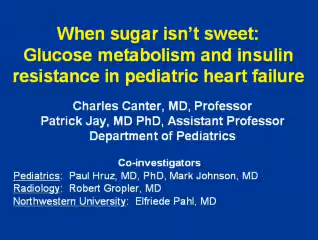 When sugar isn't sweet:
Glucose metabolism and insulin
resistance in pediatric heart failure
Charles Canter, MD, Professor
Patrick Jay, MD PhD, Assistant Professor
Department of Pediatrics
Co-investigators
Pediatrics: Paul Hruz, MD, PhD, Mark Johnson, MD
Radiology: Robert Gropler, MD
Northwestern University: Elfriede Pahl, MD